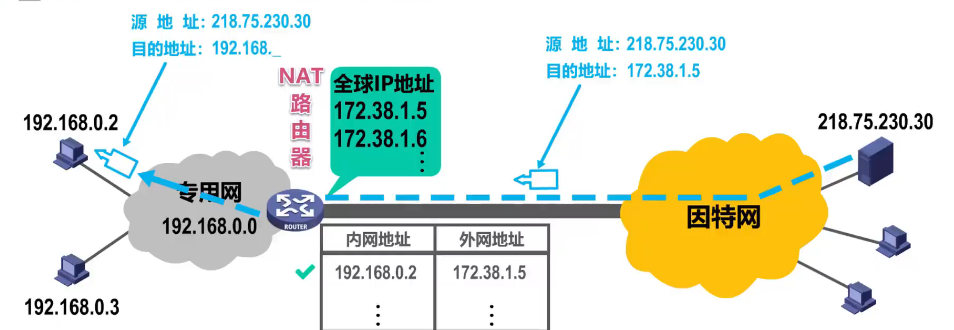 源 地 址: 218.75.230.30
目的地址: 192.168._
源 地 址: 218.75.230.30
目的地址: 172.38.1.5
NAT
路
由
器
全球IP地址
172.38.1.5
172.38.1.6
⋮
192.168.0.2
218.75.230.30
专用网
192.168.0.0
ROUTER
因特网
内网地址 外网地址
192.168.0.2 172.38.1.5
⋮ ⋮
192.168.0.3